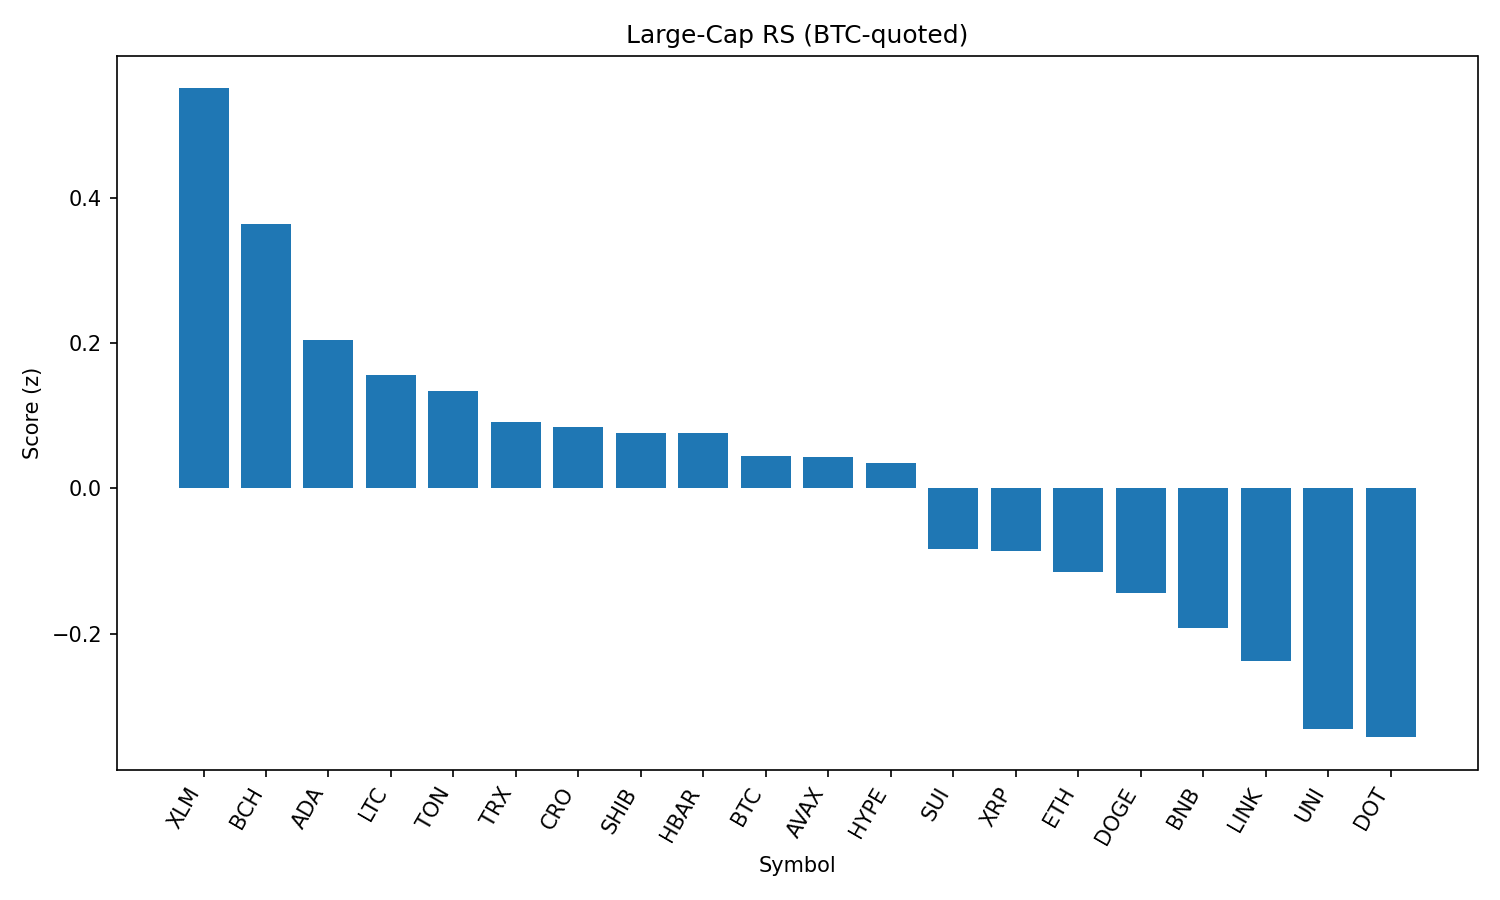 Large-Cap RS (BTC-quoted)
Score (z)
0.4
0.2
0.0
−0.2
XLM
BCH
ADA
LTC
TON
TRX
CRO
SHIB
HBAR
BTC
AVAX
HYPE
SUI
XRP
ETH
DOGE
BNB
LINK
UNI
DOT
Symbol